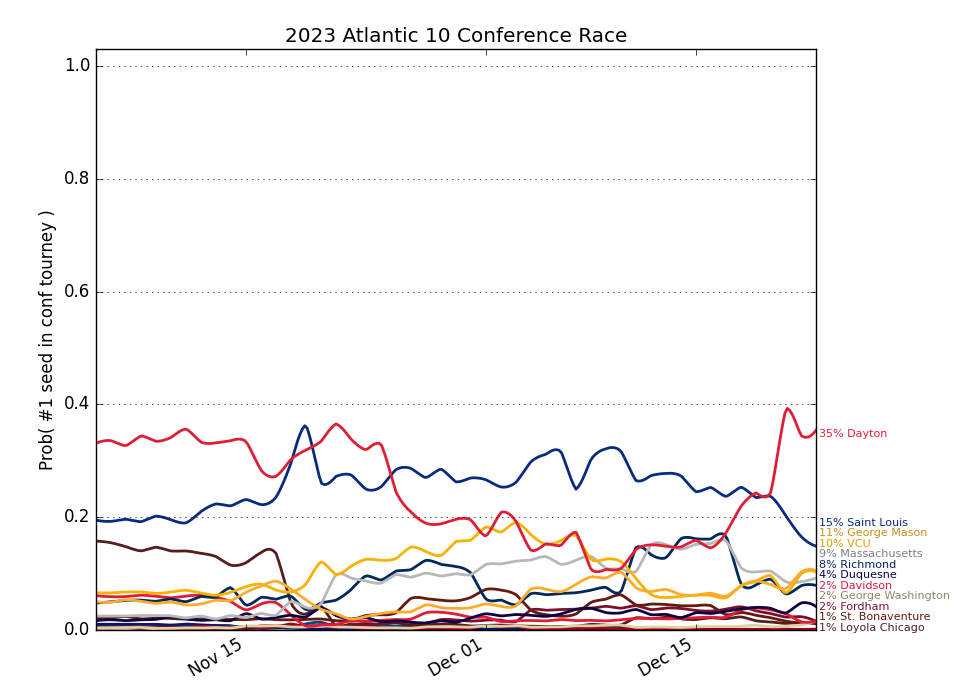 2023 Atlantic 10 Conference Race
Prob( #1 seed in conf tourney )
1.0
0.8
0.6
0.4
0.2
0.0
Nov 15
Dec 01
Dec 15
35% Dayton
15% Saint Louis
11% George Mason
10% VCU
9% Massachusetts
8% Richmond
4% Duquesne
2% Davidson
2% George Washington
2% Fordham
1% St. Bonaventure
1% Loyola Chicago